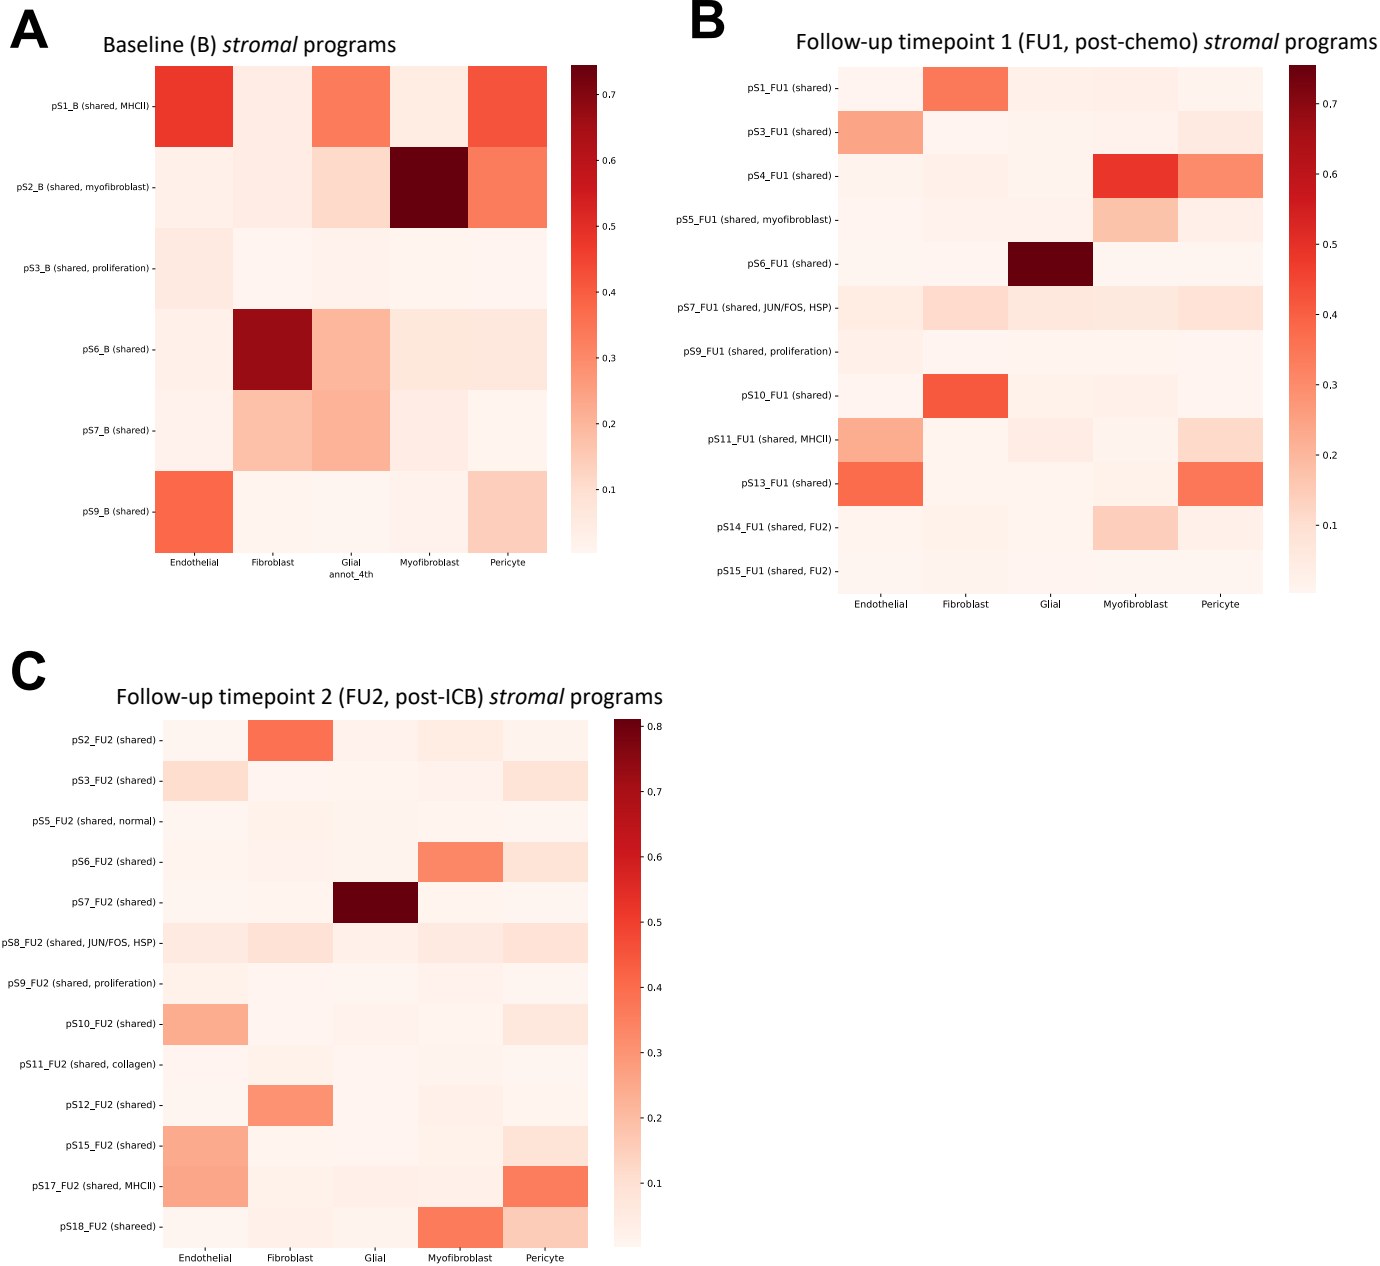 A
Baseline (B) stromal programs
pS1_B (shared, MHCII)
pS2_B (shared, myofibroblast)
pS3_B (shared, proliferation)
pS6_B (shared)
pS7_B (shared)
pS9_B (shared)
Endothelial Fibroblast Glial Myofibroblast Pericyte
annot_4th
0.7
0.6
0.5
0.4
0.3
0.2
0.1
B
Follow-up timepoint 1 (FU1, post-chemo) stromal programs
pS1_FU1 (shared)
pS3_FU1 (shared)
pS4_FU1 (shared)
pS5_FU1 (shared, myofibroblast)
pS6_FU1 (shared)
pS7_FU1 (shared, JUN/FOS, HSP)
pS9_FU1 (shared, proliferation)
pS10_FU1 (shared)
pS11_FU1 (shared, MHCII)
pS13_FU1 (shared)
pS14_FU1 (shared, FU2)
pS15_FU1 (shared, FU2)
Endothelial Fibroblast Glial Myofibroblast Pericyte
0.7
0.6
0.5
0.4
0.3
0.2
0.1
C
Follow-up timepoint 2 (FU2, post-ICB) stromal programs
pS2_FU2 (shared)
pS3_FU2 (shared)
pS5_FU2 (shared, normal)
pS6_FU2 (shared)
pS7_FU2 (shared)
pS8_FU2 (shared, JUN/FOS, HSP)
pS9_FU2 (shared, proliferation)
pS10_FU2 (shared)
pS11_FU2 (shared, collagen)
pS12_FU2 (shared)
pS15_FU2 (shared)
pS17_FU2 (shared, MHCII)
pS18_FU2 (shareed)
Endothelial Fibroblast Glial Myofibroblast Pericyte
0.8
0.7
0.6
0.5
0.4
0.3
0.2
0.1